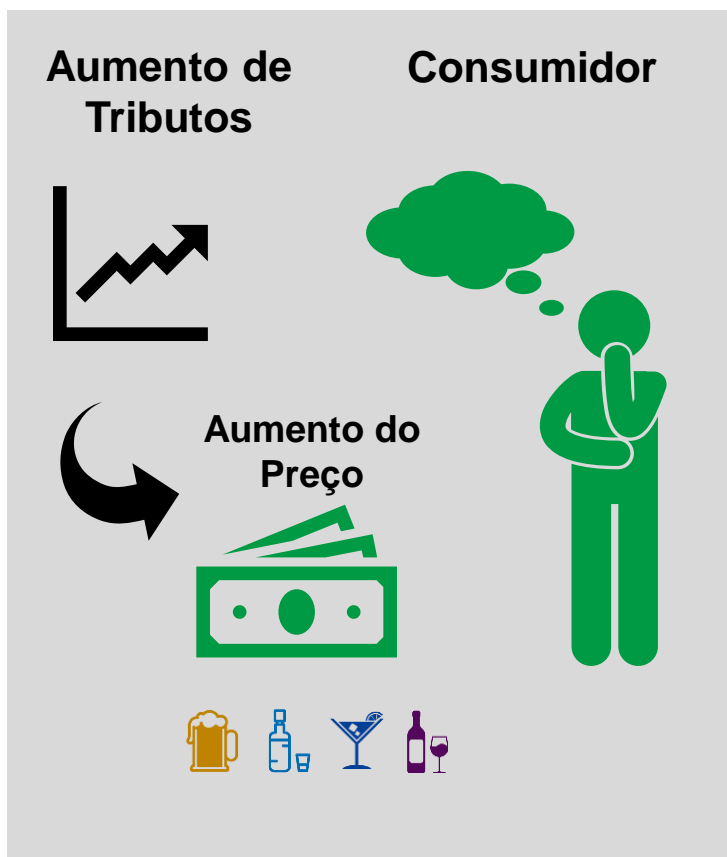 Aumento de
Tributos
Consumidor
Aumento do
Preço